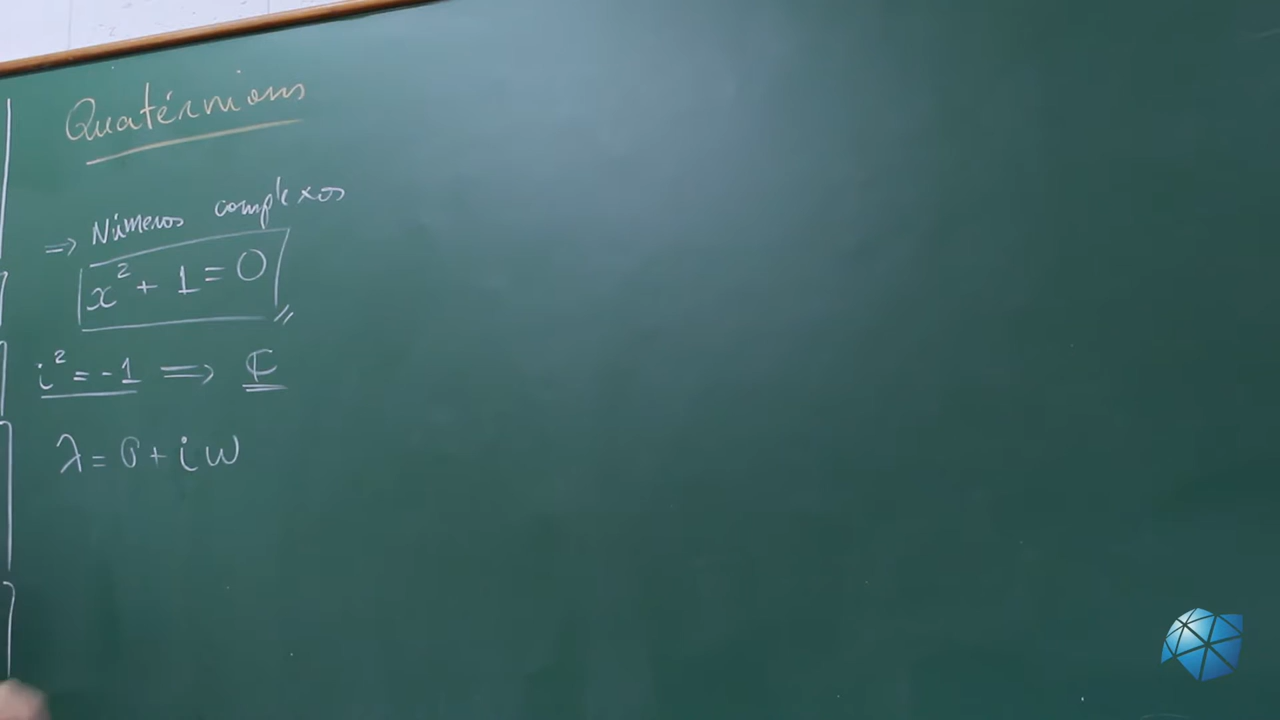 Quatérnions
⇒ Números complexos
x² + 1 = 0
i² = -1 ⇒ ℂ
λ = σ + iω